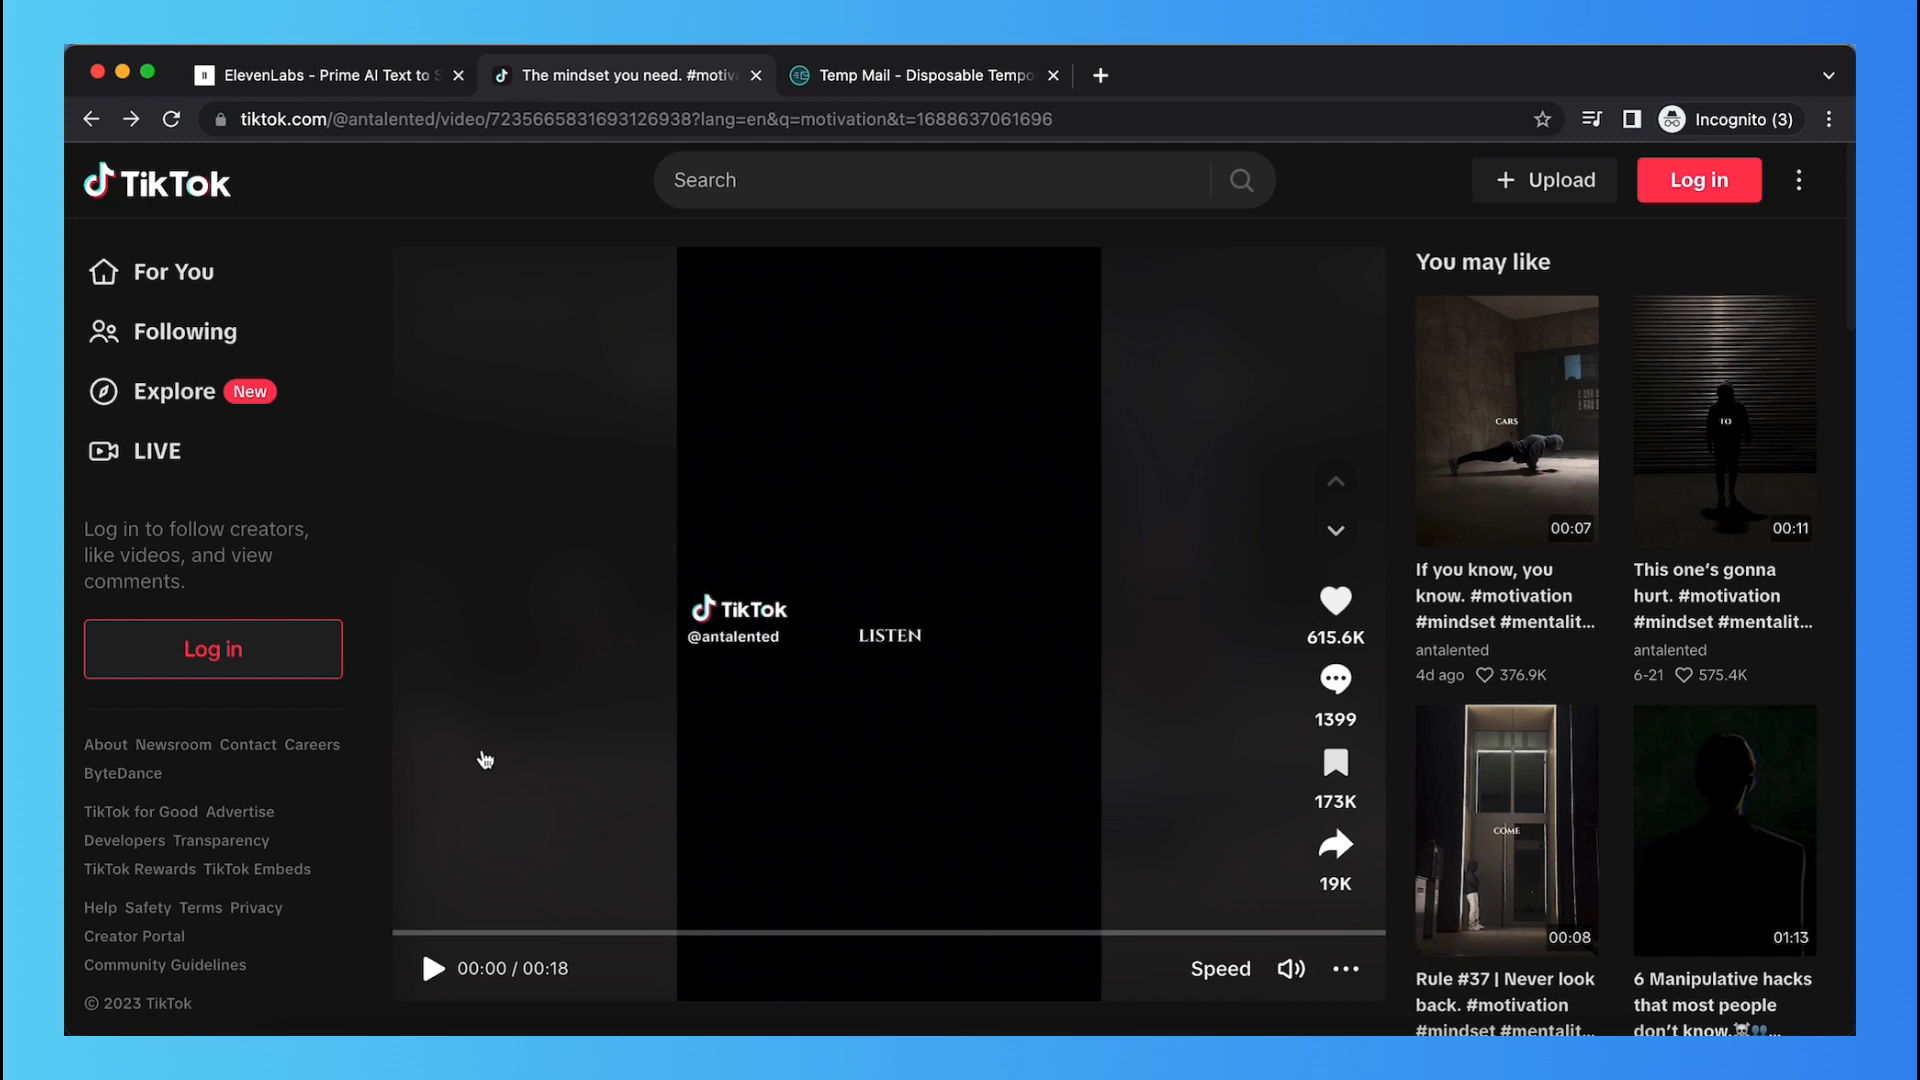 ElevenLabs - Prime AI Text to S
The mindset you need. #motiv
Temp Mail - Disposable Tempo
tiktok.com/@antalented/video/7235665831693126938?lang=en&q=motivation&t=1688637061696
Incognito (3)
TikTok
Search
Upload
Log in
For You
Following
Explore New
LIVE
Log in to follow creators,
like videos, and view
comments.
Log in
About Newsroom Contact Careers
ByteDance
TikTok for Good Advertise
Developers Transparency
TikTok Rewards TikTok Embeds
Help Safety Terms Privacy
Creator Portal
Community Guidelines
© 2023 TikTok
TikTok
@antalented
LISTEN
615.6K
1399
173K
19K
00:00 / 00:18
Speed
You may like
CARS
00:07
If you know, you
know. #motivation
#mindset #mentalit...
antalented
4d ago 376.9K
TO
00:11
This one’s gonna
hurt. #motivation
#mindset #mentalit...
antalented
6-21 575.4K
COME
00:08
Rule #37 | Never look
back. #motivation
#mindset #mentalit...
01:13
6 Manipulative hacks
that most people
don’t know.☠️👥...